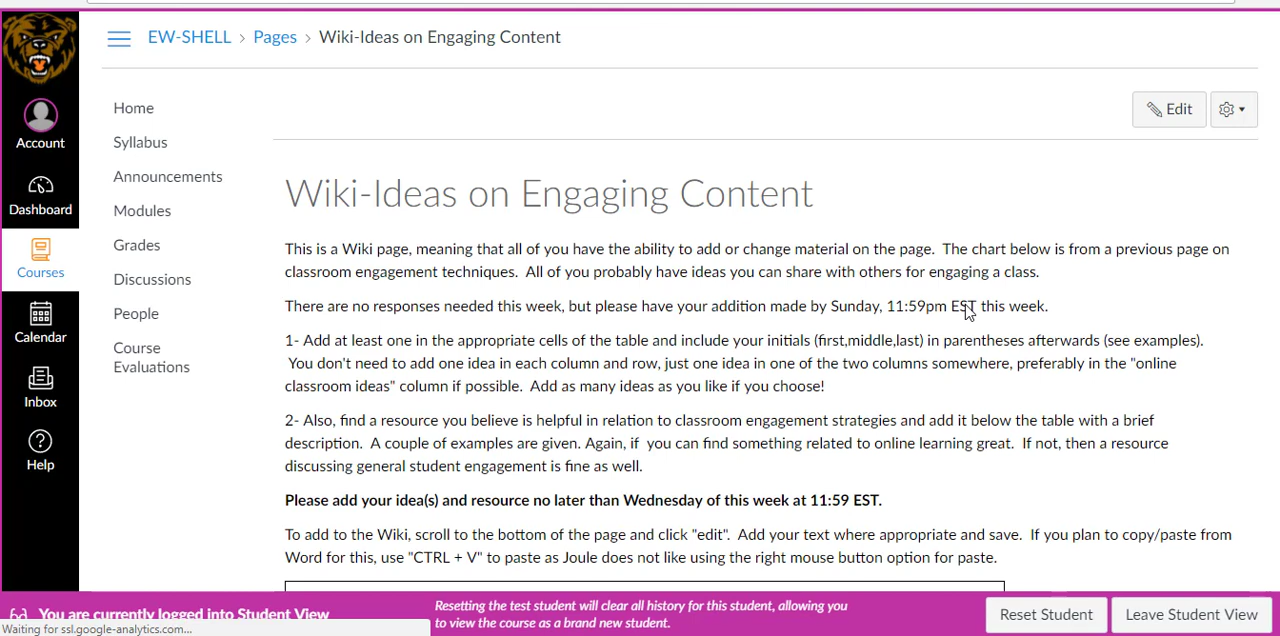 EW-SHELL > Pages > Wiki-Ideas on Engaging Content
Account
Dashboard
Courses
Calendar
Inbox
Help
Home
Syllabus
Announcements
Modules
Grades
Discussions
People
Course
Evaluations
Edit
Wiki-Ideas on Engaging Content
This is a Wiki page, meaning that all of you have the ability to add or change material on the page.  The chart below is from a previous page on
classroom engagement techniques.  All of you probably have ideas you can share with others for engaging a class.
There are no responses needed this week, but please have your addition made by Sunday, 11:59pm EST this week.
1- Add at least one in the appropriate cells of the table and include your initials (first,middle,last) in parentheses afterwards (see examples).
You don't need to add one idea in each column and row, just one idea in one of the two columns somewhere, preferably in the "online
classroom ideas" column if possible.  Add as many ideas as you like if you choose!
2- Also, find a resource you believe is helpful in relation to classroom engagement strategies and add it below the table with a brief
description.  A couple of examples are given. Again, if  you can find something related to online learning great.  If not, then a resource
discussing general student engagement is fine as well.
Please add your idea(s) and resource no later than Wednesday of this week at 11:59 EST.
To add to the Wiki, scroll to the bottom of the page and click "edit".  Add your text where appropriate and save.  If you plan to copy/paste from
Word for this, use "CTRL + V" to paste as Joule does not like using the right mouse button option for paste.
You are currently logged into Student View
Resetting the test student will clear all history for this student, allowing you
to view the course as a brand new student.
Reset Student
Leave Student View
Waiting for ssl.google-analytics.com...